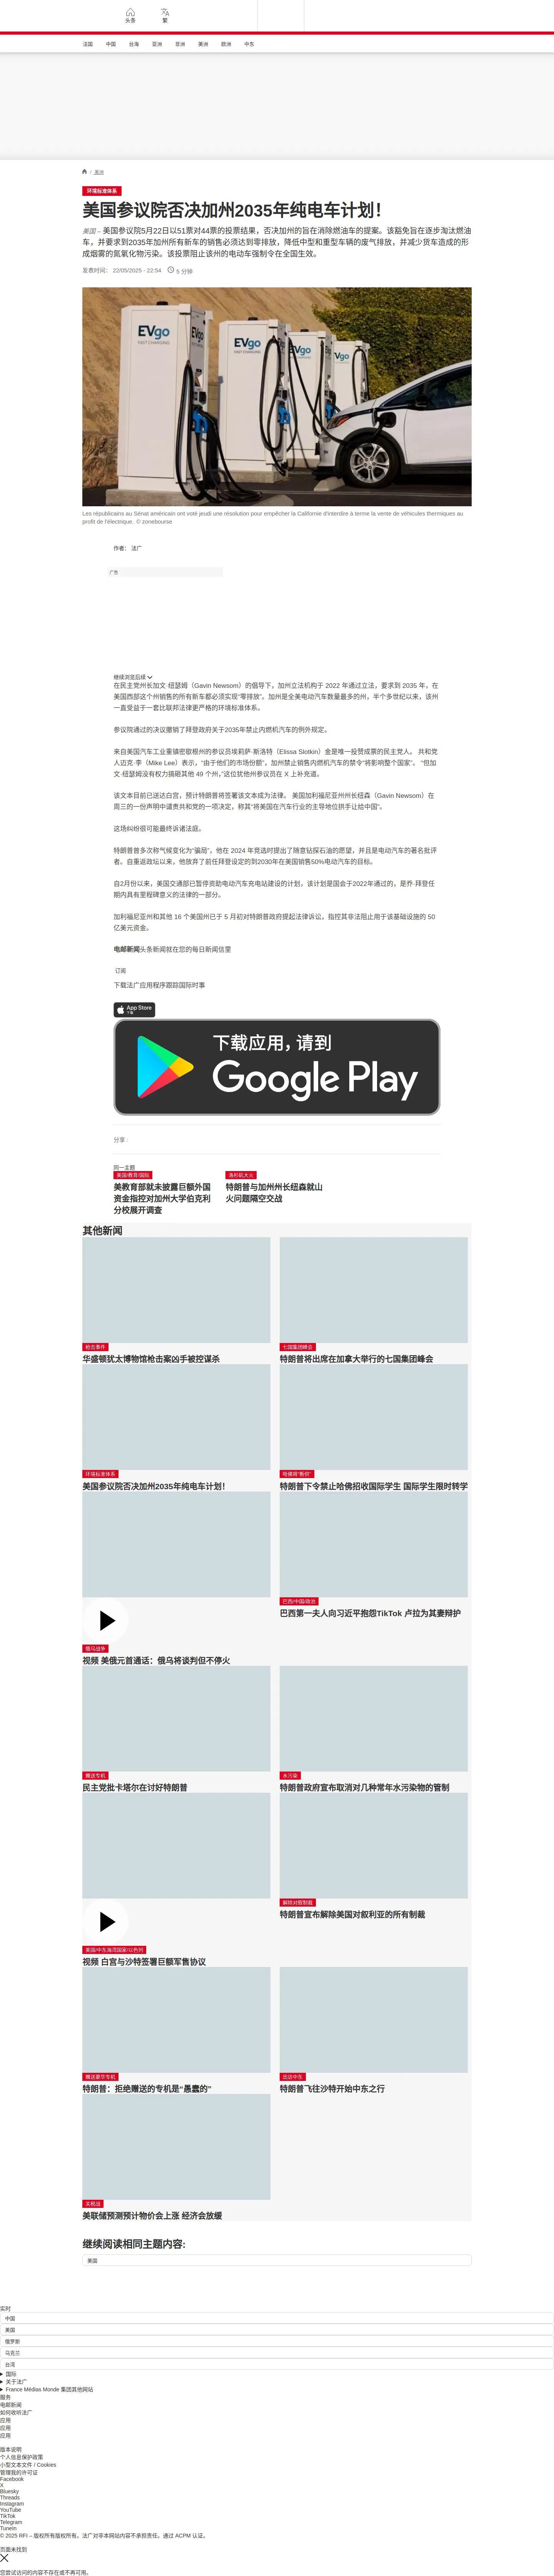 头条
繁
法国
中国
台海
亚洲
非洲
美洲
欧洲
中东
/ 美洲
环境标准体系
美国参议院否决加州2035年纯电车计划！
美国 – 美国参议院5月22日以51票对44票的投票结果，否决加州的旨在消除燃油车的提案。该豁免旨在逐步淘汰燃油
车，并要求到2035年加州所有新车的销售必须达到零排放，降低中型和重型车辆的废气排放，并减少货车造成的形
成烟雾的氮氧化物污染。该投票阻止该州的电动车强制令在全国生效。
发表时间： 22/05/2025 - 22:54
5 分钟
EVgo
FAST CHARGING
EVgo
FAST CHARGING
EVgo
EVgo
Les républicains au Sénat américain ont voté jeudi une résolution pour empêcher la Californie d'interdire à terme la vente de véhicules thermiques au
profit de l'électrique. © zonebourse
作者： 法广
广告
继续浏览后续
在民主党州长加文·纽瑟姆（Gavin Newsom）的倡导下，加州立法机构于 2022 年通过立法，要求到 2035 年，在
美国西部这个州销售的所有新车都必须实现“零排放”。加州是全美电动汽车数量最多的州，半个多世纪以来，该州
一直受益于一套比联邦法律更严格的环境标准体系。
参议院通过的决议撤销了拜登政府关于2035年禁止内燃机汽车的例外规定。
来自美国汽车工业重镇密歇根州的参议员埃莉萨·斯洛特（Elissa Slotkin）金是唯一投赞成票的民主党人。 共和党
人迈克·李（Mike Lee）表示，“由于他们的市场份额”，加州禁止销售内燃机汽车的禁令“将影响整个国家”。 “但加
文·纽瑟姆没有权力搞砸其他 49 个州，”这位犹他州参议员在 X 上补充道。
该文本目前已送达白宫，预计特朗普将签署该文本成为法律。 美国加利福尼亚州州长纽森（Gavin Newsom）在
周三的一份声明中谴责共和党的一项决定，称其“将美国在汽车行业的主导地位拱手让给中国”。
这场纠纷很可能最终诉诸法庭。
特朗普曾多次称气候变化为“骗局”，他在 2024 年竞选时提出了随意钻探石油的愿望，并且是电动汽车的著名批评
者。自重返政坛以来，他放弃了前任拜登设定的到2030年在美国销售50%电动汽车的目标。
自2月份以来，美国交通部已暂停资助电动汽车充电站建设的计划，该计划是国会于2022年通过的，是乔·拜登任
期内具有里程碑意义的法律的一部分。
加利福尼亚州和其他 16 个美国州已于 5 月初对特朗普政府提起法律诉讼，指控其非法阻止用于该基础设施的 50
亿美元资金。
电邮新闻头条新闻就在您的每日新闻信里
订阅
下载法广应用程序跟踪国际时事
App Store
下载
下载应用，请到
Google Play
分享 :
同一主题
美国/教育/国际
美教育部就未披露巨额外国
资金指控对加州大学伯克利
分校展开调查
洛杉矶大火
特朗普与加州州长纽森就山
火问题隔空交战
其他新闻
枪击事件
华盛顿犹太博物馆枪击案凶手被控谋杀
七国集团峰会
特朗普将出席在加拿大举行的七国集团峰会
环境标准体系
美国参议院否决加州2035年纯电车计划！
哈佛将“断供”
特朗普下令禁止哈佛招收国际学生 国际学生限时转学
俄乌战争
视频 美俄元首通话：俄乌将谈判但不停火
巴西/中国/政治
巴西第一夫人向习近平抱怨TikTok 卢拉为其妻辩护
赠送专机
民主党批卡塔尔在讨好特朗普
水污染
特朗普政府宣布取消对几种常年水污染物的管制
美国/中东海湾国家/以色列
视频 白宫与沙特签署巨额军售协议
解除对叙制裁
特朗普宣布解除美国对叙利亚的所有制裁
赠送豪华专机
特朗普：拒绝赠送的专机是“愚蠢的”
出访中东
特朗普飞往沙特开始中东之行
关税战
美联储预测预计物价会上涨 经济会放缓
继续阅读相同主题内容:
美国
实时
中国
美国
俄罗斯
乌克兰
台湾
国际
关于法广
France Médias Monde 集团其他网站
服务
电邮新闻
如何收听法广
应用
应用
应用
版本说明
个人信息保护政策
小型文本文件 / Cookies
管理我的许可证
Facebook
X
Bluesky
Threads
Instagram
YouTube
TikTok
Telegram
TuneIn
© 2025 RFI – 版权所有版权所有。法广对非本网站内容不承担责任。通过 ACPM 认证。
页面未找到
您尝试访问的内容不存在或不再可用。